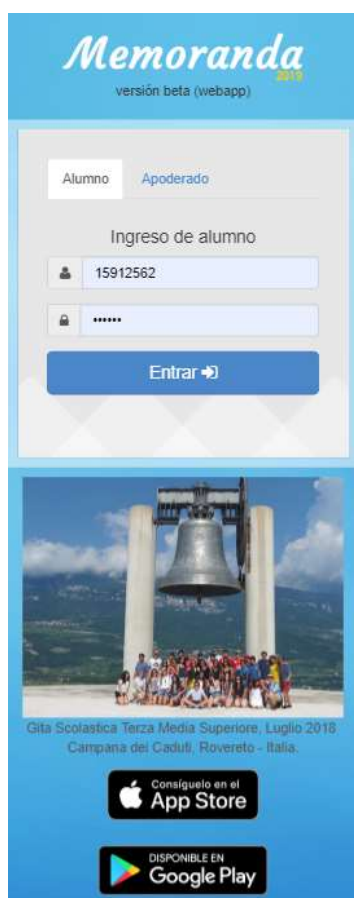 Memoranda
2019
versión beta (webapp)
Alumno Apoderado
Ingreso de alumno
15912562
••••••
Entrar
Gita Scolastica Terza Media Superiore, Luglio 2018
Campana dei Caduti, Rovereto - Italia.
Consíguelo en el
App Store
DISPONIBLE EN
Google Play